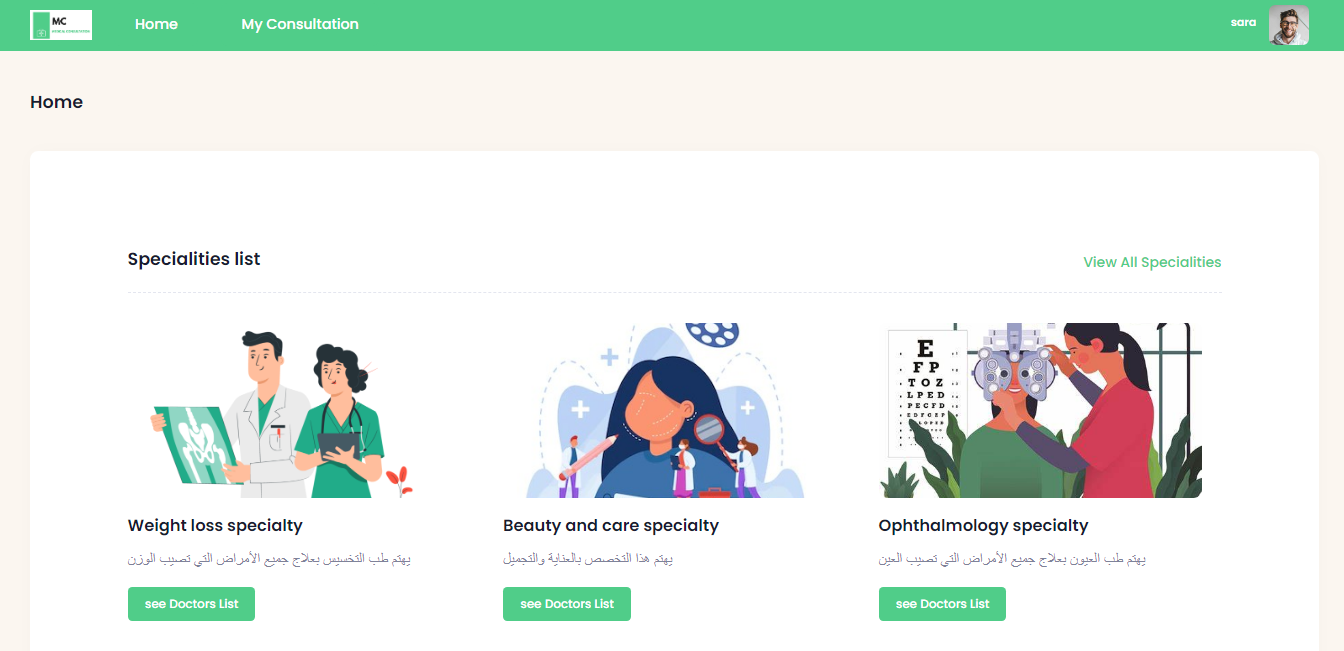 MC
Home
My Consultation
sara
Home
Specialities list
View All Specialities
E
F P
T O Z
L P E D
P E C F D
E D F C Z P
Weight loss specialty
Beauty and care specialty
Ophthalmology specialty
يهتم طب التخسيس بعلاج جميع الأمراض التي تصيب الوزن
يهتم هذا التخصص بالعناية والتجميل
يهتم طب العيون بعلاج جميع الأمراض التي تصيب العين
see Doctors List
see Doctors List
see Doctors List